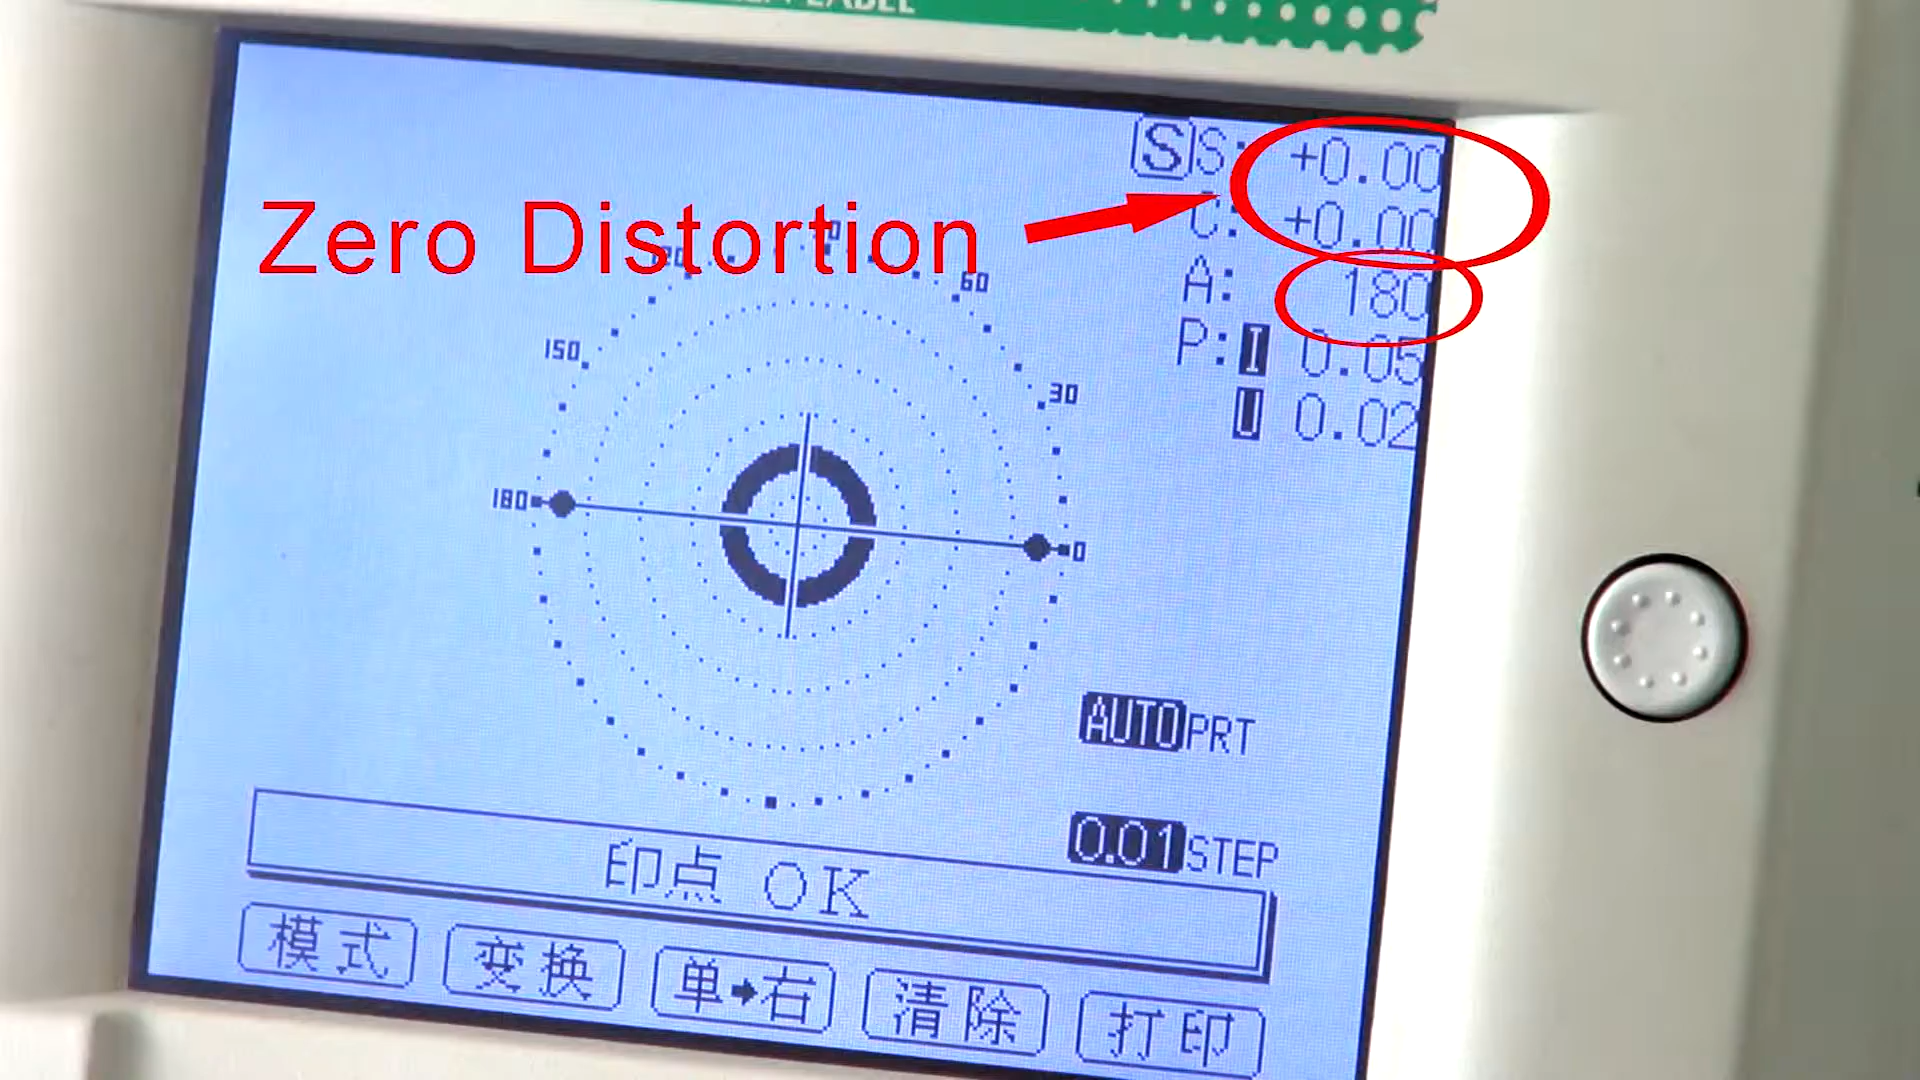 LABEL
S S: +0.00
Zero Distortion
C: +0.00
A: 180
60
P: I 0.05
150
30
U 0.02
180
0
AUTO PRT
0.01 STEP
印点 OK
模式 变换 单➡右 清除 打印